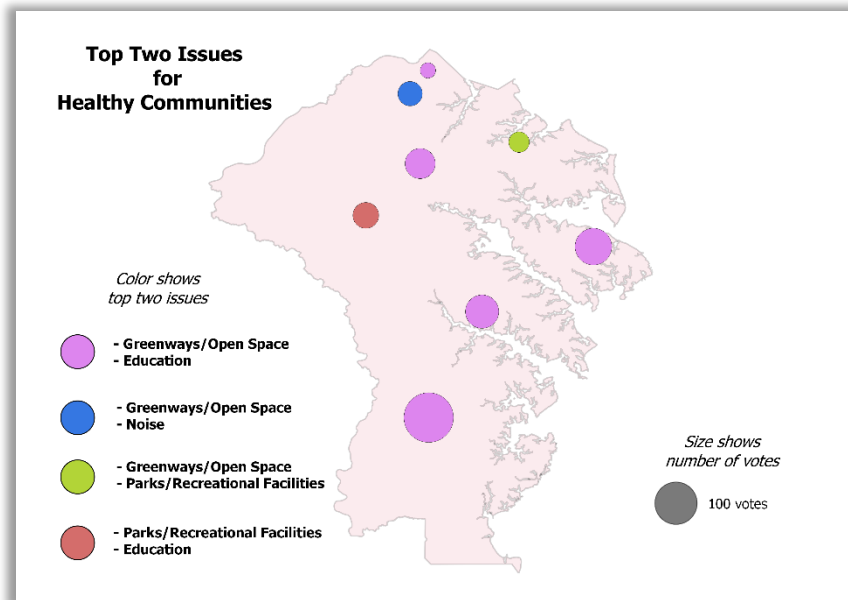 Top Two Issues
for
Healthy Communities
Color shows
top two issues
- Greenways/Open Space
- Education
- Greenways/Open Space
- Noise
- Greenways/Open Space
- Parks/Recreational Facilities
- Parks/Recreational Facilities
- Education
Size shows
number of votes
100 votes